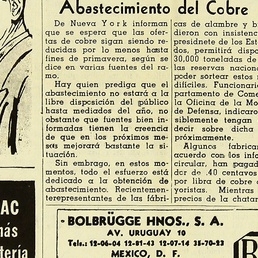 Abastecimiento del Cobre
De Nueva York informan
que se espera que las ofer-
tas de cobre sigan siendo re-
ducidas por lo menos hasta
fines de primavera, según se
dice en varias fuentes del ra-
mo.
Hay quien prediga que el
abastecimiento no estará a la
libre disposición del público
hasta mediados del año, no
obstante que fuentes bien in-
formadas tienen la creencia
de que en los próximos me-
ses mejorará bastante la si-
tuación.
Sin embargo, en estos mo-
mentos, todo el esfuerzo está
dedicado a la obtención de
abastecimiento. Recientemen-
te representantes de las fábri-
cas de alambre y b
dieron con insistenc
presidente de los Estad
dos, permitirá dispo
30,000 toneladas de
las reservas nacional
poder sortear estos
difíciles. Funcionari
partamento de Come
la Oficina de la Mo
de Defensa, indicaro
siblemente tengan
decir sobre dicha
próximamente.
Algunos fabrica
acuerdo con los infor
circular, han pagado
de .40 centavos
por libra de cobre c
yoristas. Mientras
precios de la chatar
AC
más
tería
BOLBRÜGGE HNOS., S. A.
AV. URUGUAY 10
Tels.: 12-06-04 12-81-43 12-07-14 35-70-23
MEXICO, D. F.
B